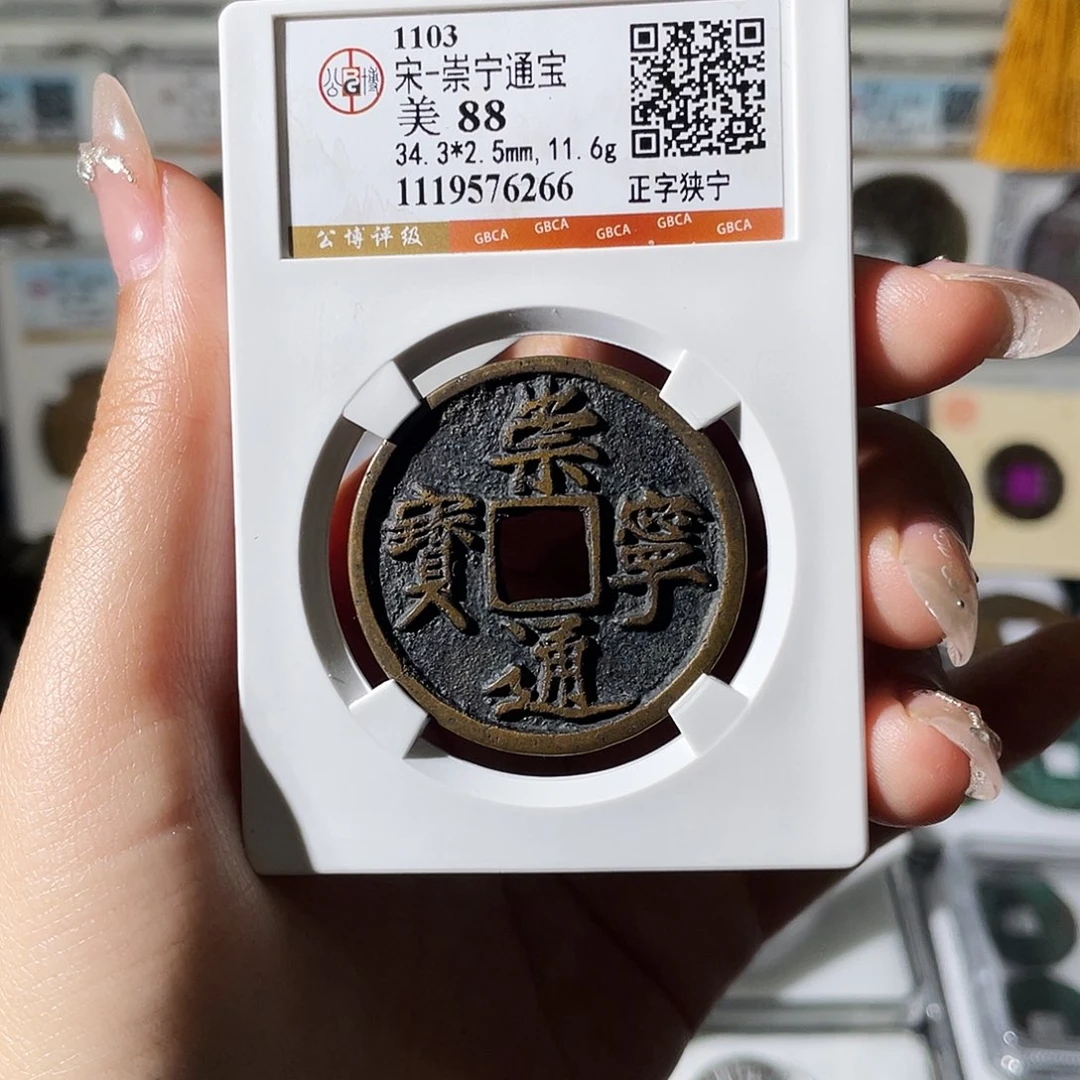 1103
宋-崇宁通宝
美 88
34.3*2.5mm, 11.6g
1119576266 正字狭宁
公博评级 GBCA GBCA GBCA GBCA GBCA
崇
寧
通
寳